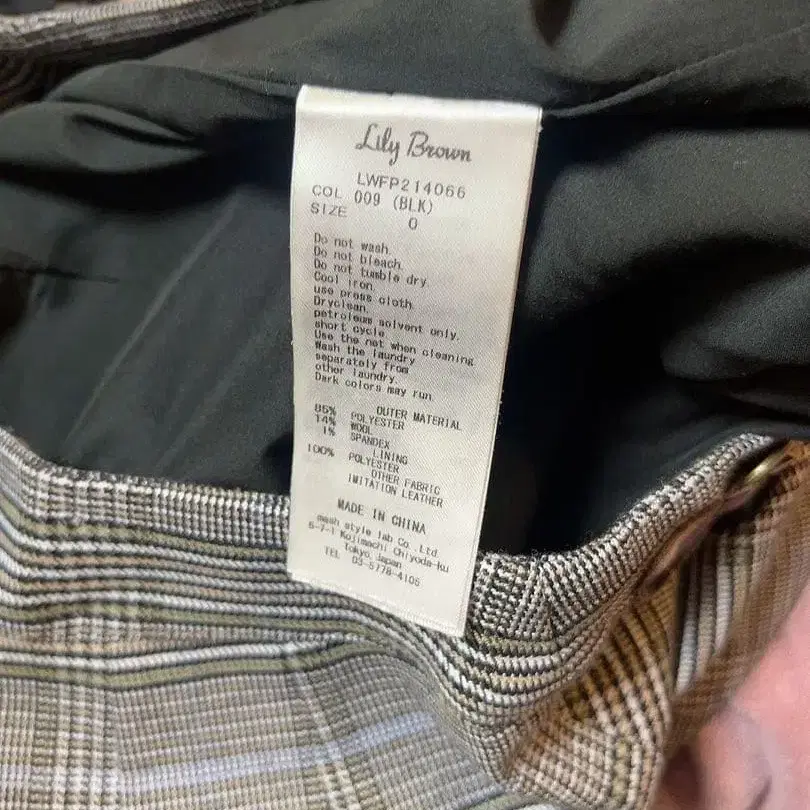 Lily Brown
LWFP214066
COL 009 (BLK)
SIZE 0
Do not wash.
Do not bleach.
Do not tumble dry.
Cool iron.
use press cloth.
Dryclean.
petroleum solvent only.
short cycle
Use the net when cleaning
Wash the laundry
separately from
other laundry.
Dark colors may run.
OUTER MATERIAL
85% POLYESTER
14% WOOL
1% SPANDEX
LINING
100% POLYESTER
OTHER FABRIC
IMITATION LEATHER
MADE IN CHINA
mash style lab Co.,Ltd.
5-7-1 Kojimachi Chiyoda-ku
Tokyo, Japan
TEL 03-5778-4106